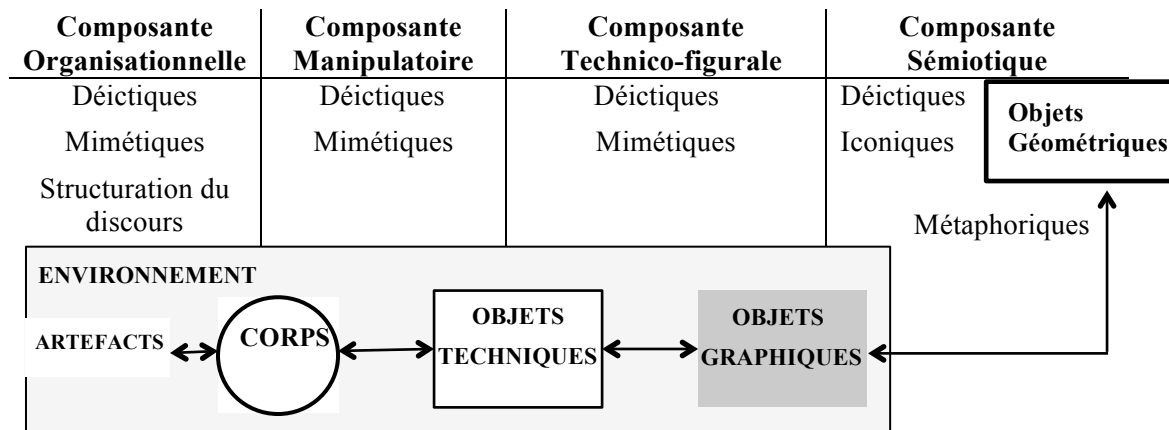 Composante
Organisationnelle
Composante
Manipulatoire
Composante
Technico-figurale
Composante
Sémiotique
Déictiques
Mimétiques
Structuration du
discours
Déictiques
Mimétiques
Déictiques
Mimétiques
Déictiques
Iconiques
Objets
Géométriques
Métaphoriques
ENVIRONNEMENT
ARTEFACTS
CORPS
OBJETS
TECHNIQUES
OBJETS
GRAPHIQUES